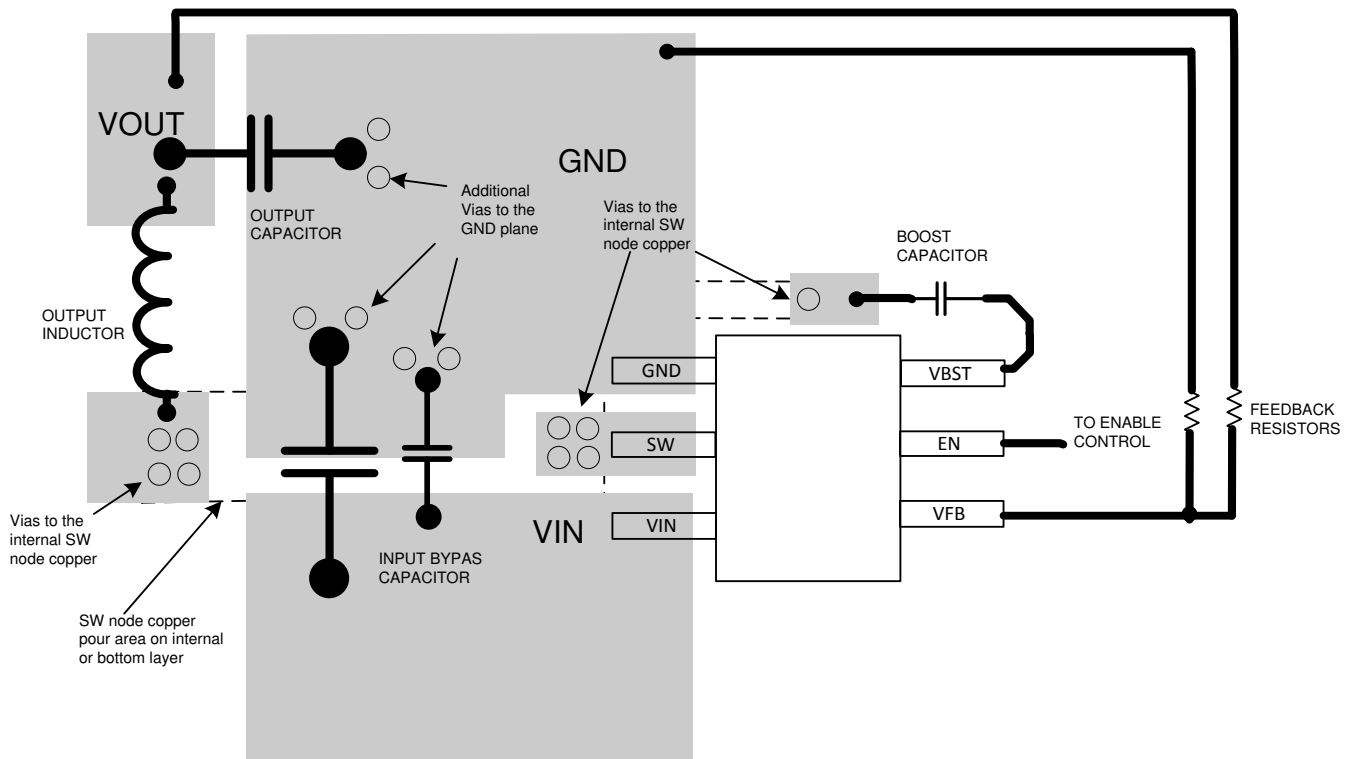 VOUT
GND
OUTPUT
CAPACITOR
Additional
Vias to the
GND plane
Vias to the
internal SW
node copper
BOOST
CAPACITOR
OUTPUT
INDUCTOR
GND
VBST
TO ENABLE
CONTROL
FEEDBACK
RESISTORS
SW
EN
VIN
VIN
VFB
Vias to the
internal SW
node copper
INPUT BYPAS
CAPACITOR
SW node copper
pour area on internal
or bottom layer